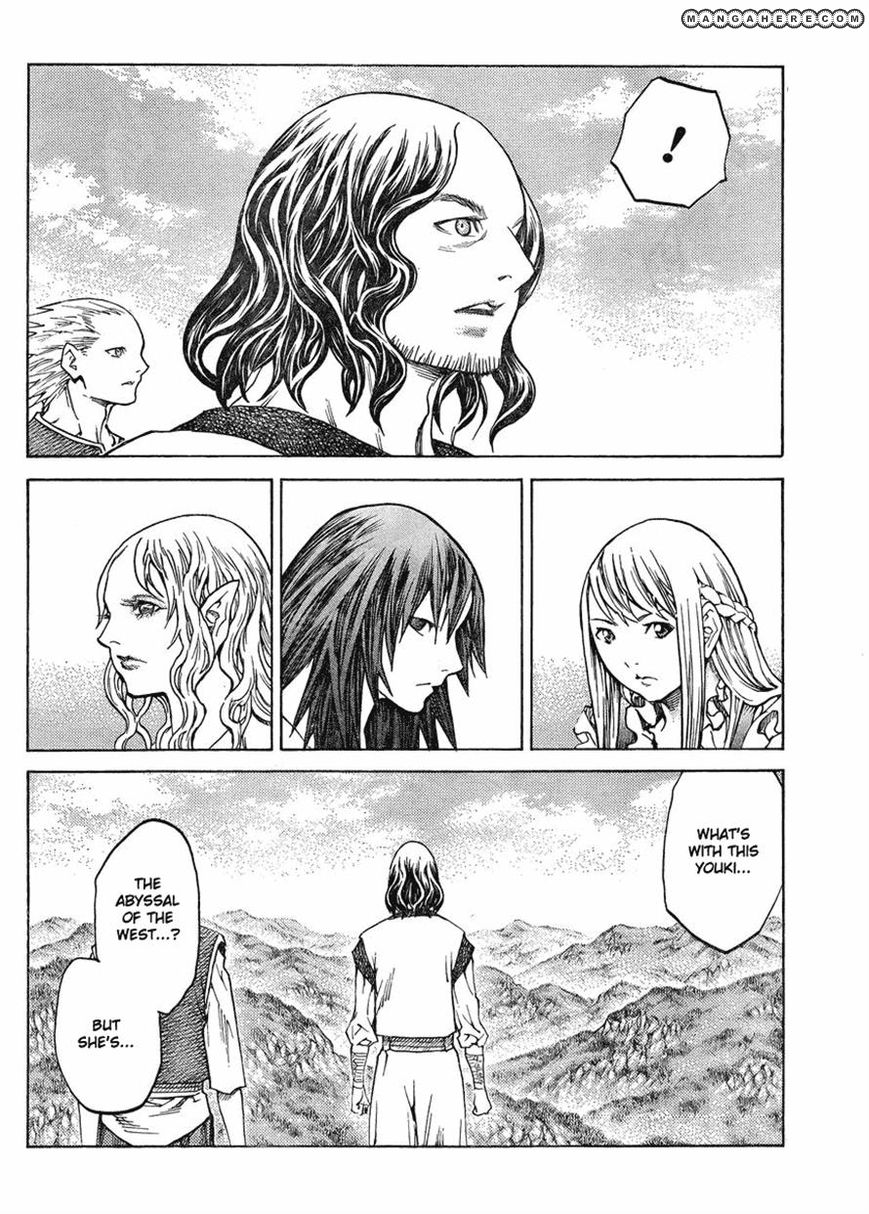 MANGAHERE.COM
!
WHAT'S
WITH THIS
YOUKI...
THE
ABYSSAL
OF THE
WEST...?
BUT
SHE'S...